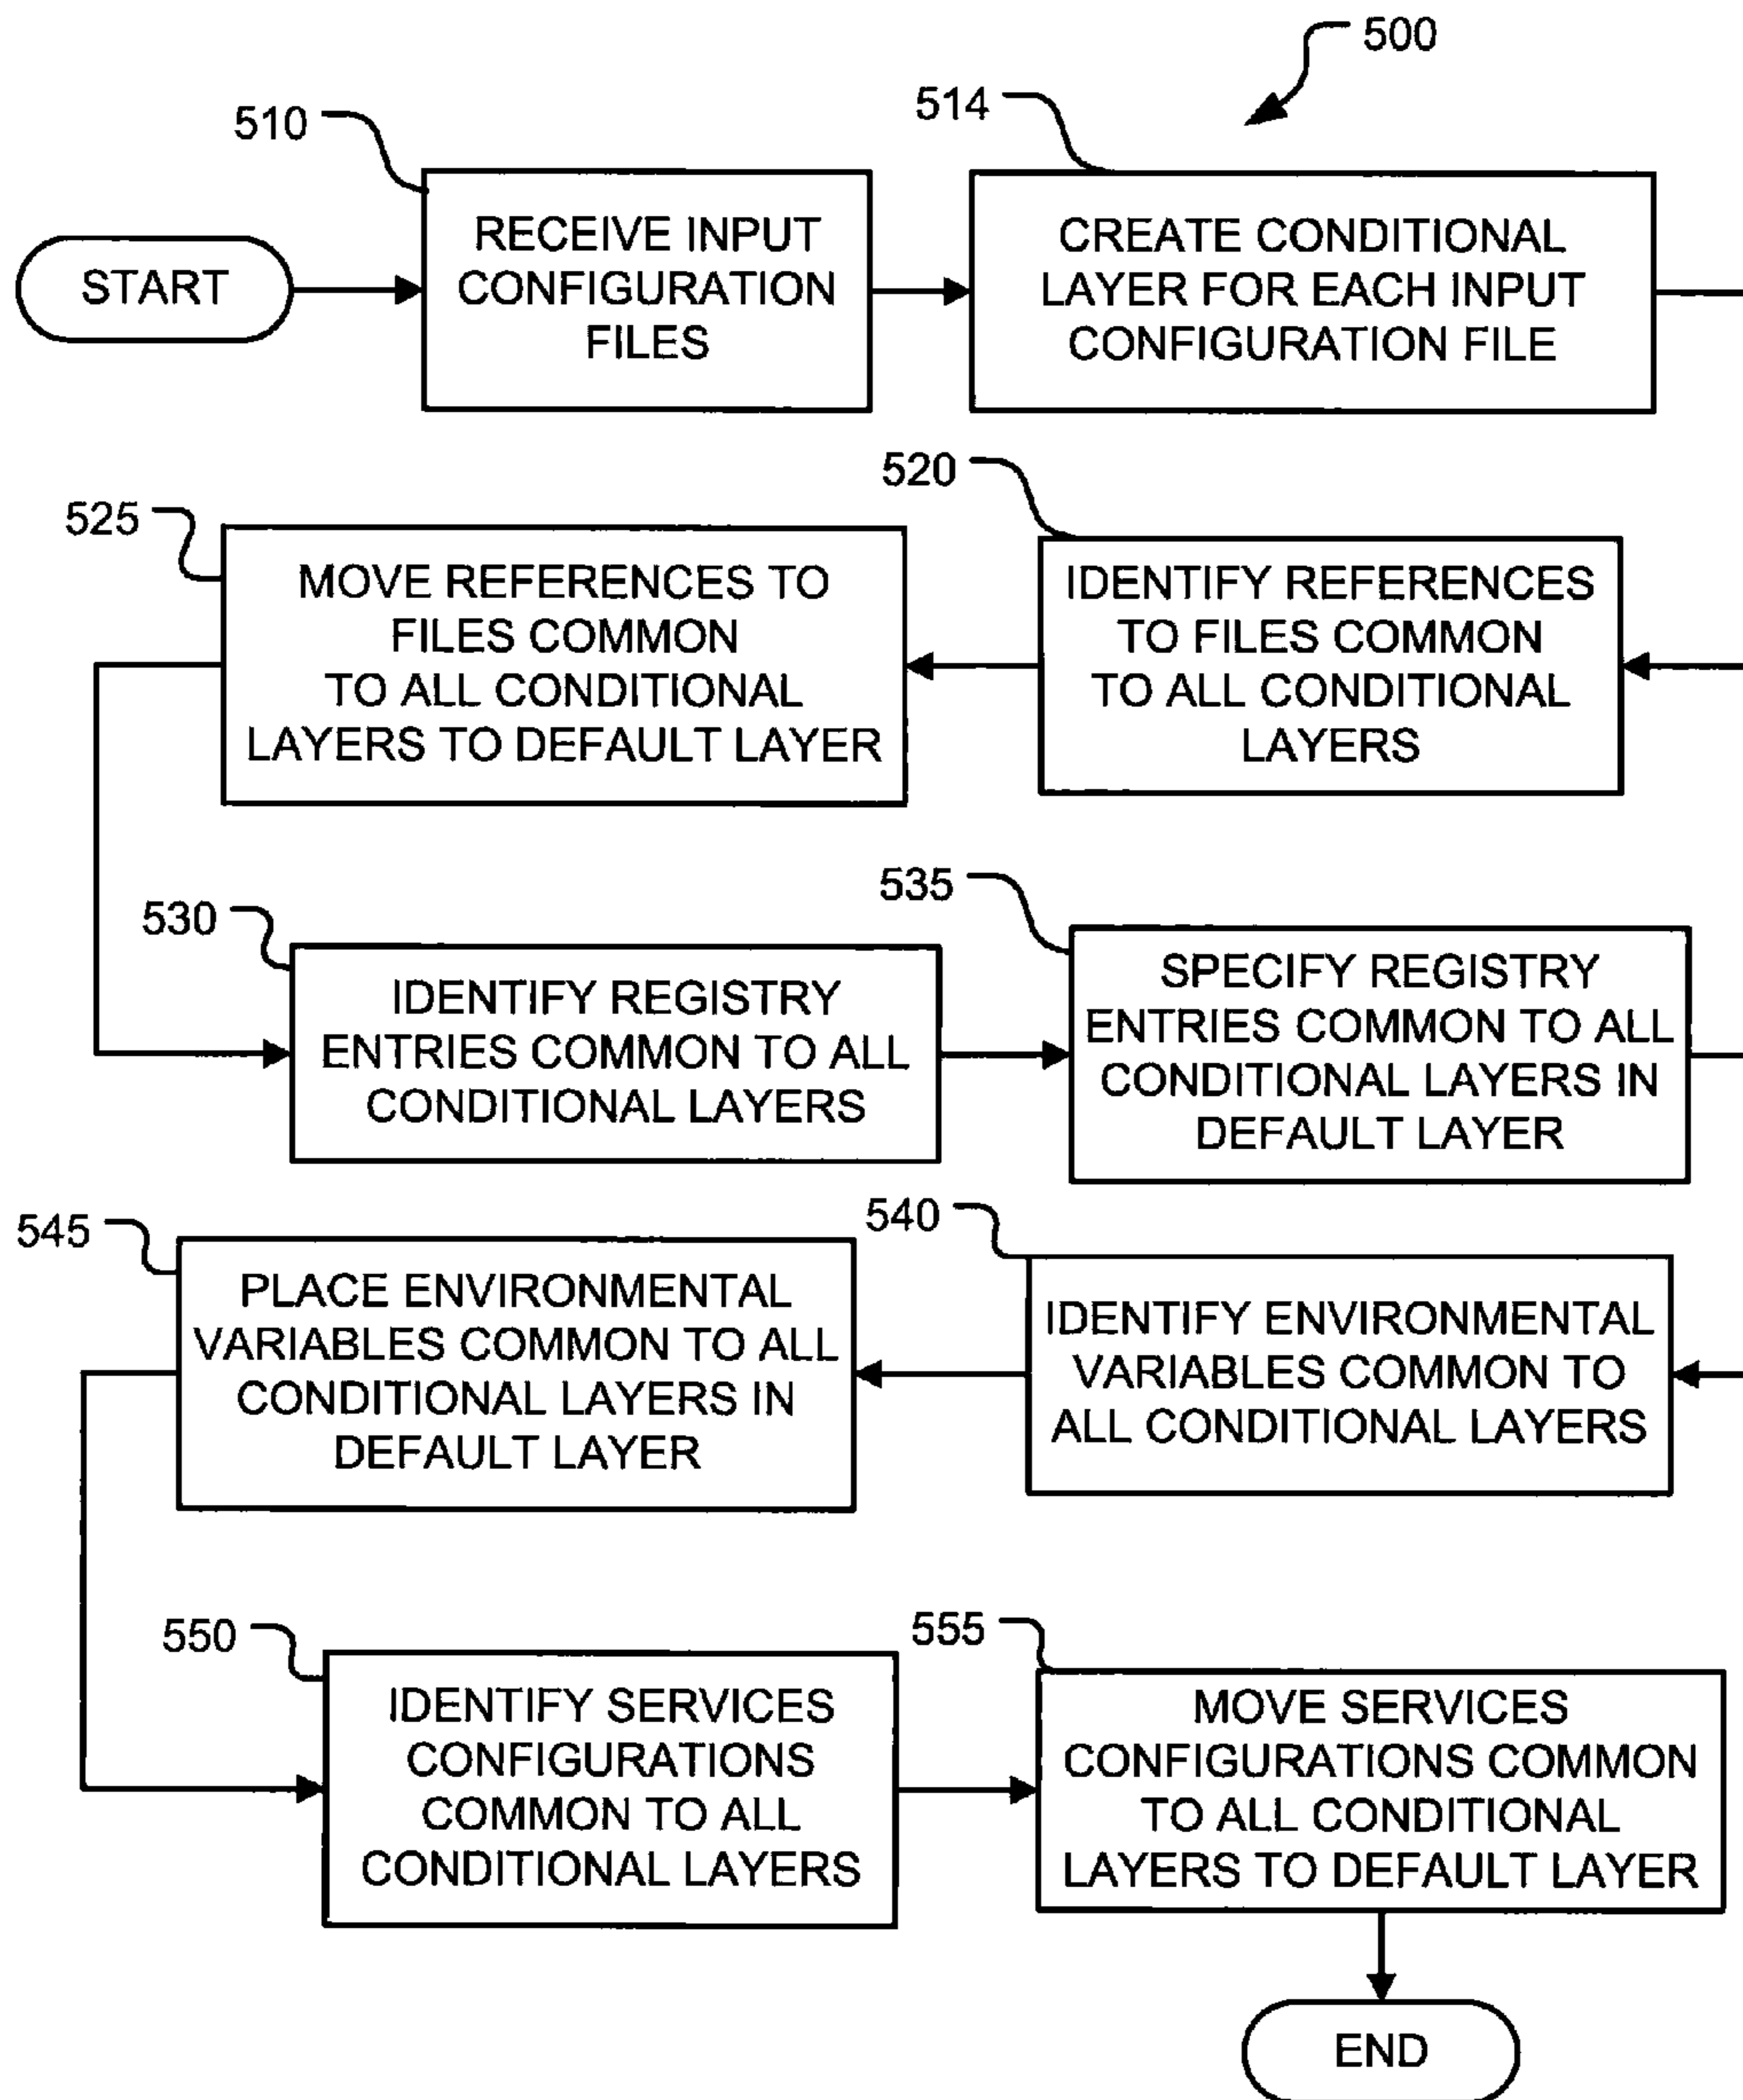 500
510
514
START
RECEIVE INPUT
CONFIGURATION
FILES
CREATE CONDITIONAL
LAYER FOR EACH INPUT
CONFIGURATION FILE
520
IDENTIFY REFERENCES
TO FILES COMMON
TO ALL CONDITIONAL
LAYERS
525
MOVE REFERENCES TO
FILES COMMON
TO ALL CONDITIONAL
LAYERS TO DEFAULT LAYER
530
IDENTIFY REGISTRY
ENTRIES COMMON TO ALL
CONDITIONAL LAYERS
535
SPECIFY REGISTRY
ENTRIES COMMON TO ALL
CONDITIONAL LAYERS IN
DEFAULT LAYER
540
IDENTIFY ENVIRONMENTAL
VARIABLES COMMON TO
ALL CONDITIONAL LAYERS
545
PLACE ENVIRONMENTAL
VARIABLES COMMON TO ALL
CONDITIONAL LAYERS IN
DEFAULT LAYER
550
IDENTIFY SERVICES
CONFIGURATIONS
COMMON TO ALL
CONDITIONAL LAYERS
555
MOVE SERVICES
CONFIGURATIONS COMMON
TO ALL CONDITIONAL
LAYERS TO DEFAULT LAYER
END